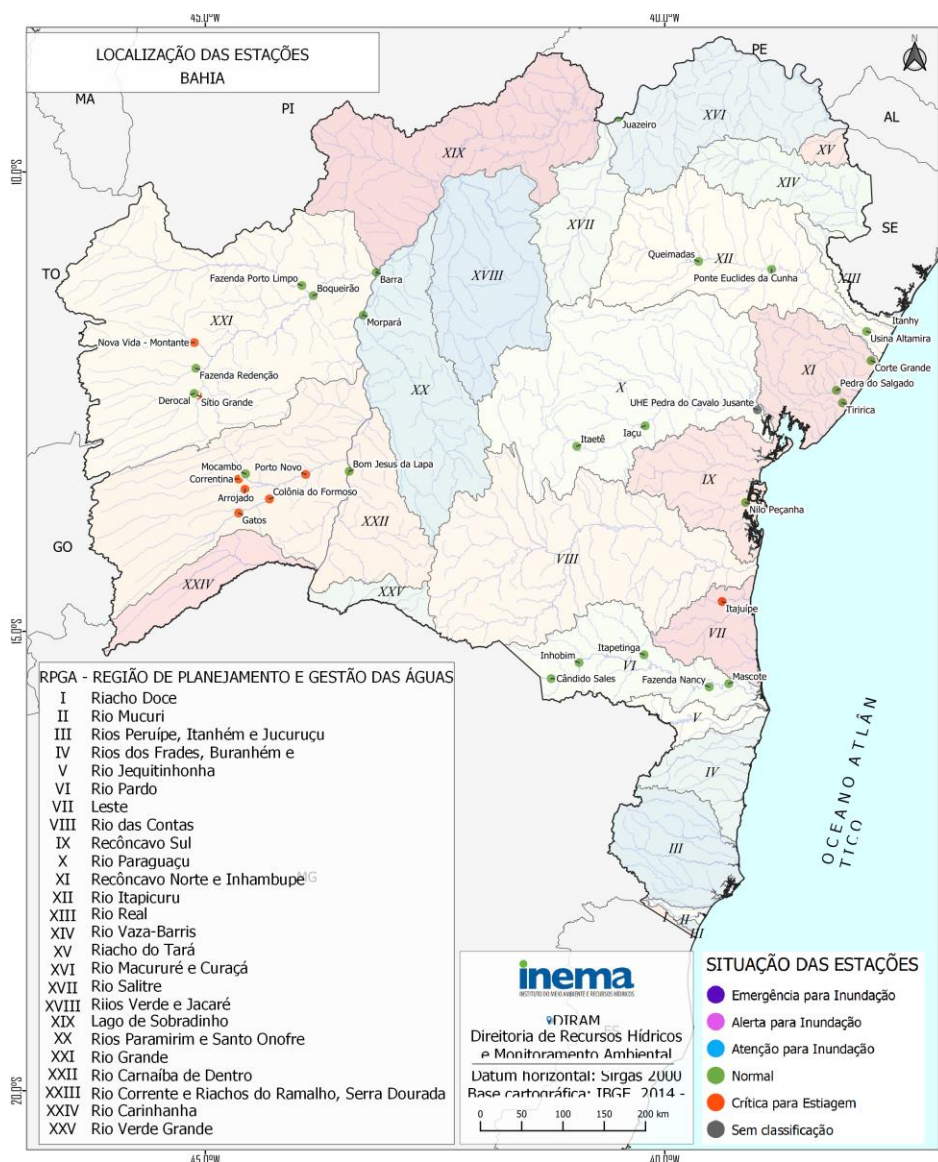 45.0°W
40.0°W
LOCALIZAÇÃO DAS ESTAÇÕES
BAHIA
N
PE
MA
PI
AL
SE
TO
GO
MG
ES
10.0°S
15.0°S
20.0°S
XVI
XIX
XV
XIV
XVII
XVIII
XII
XIII
XXI
XX
XI
X
IX
XXII
VIII
XXIV
XXV
VII
VI
V
IV
III
I
II
III
Juazeiro
Queimadas
Ponte Euclides da Cunha
Fazenda Porto Limpo
Boqueirão
Barra
Morpará
Itanhy
Usina Altamira
Nova Vida - Montante
Fazenda Redenção
Corte Grande
Derocal
Sítio Grande
Pedra do Salgado
Tiririca
UHE Pedra do Cavalo Jusante
Iaçu
Itaetê
Mocambo
Porto Novo
Bom Jesus da Lapa
Correntina
Arrojado
Colônia do Formoso
Gatos
Nilo Peçanha
Itajuípe
Inhobim
Itapetinga
Cândido Sales
Fazenda Nancy
Mascote
OCEANO ATLÂN
TICO
RPGA - REGIÃO DE PLANEJAMENTO E GESTÃO DAS ÁGUAS
I Riacho Doce
II Rio Mucuri
III Rios Peruípe, Itanhém e Jucuruçu
IV Rios dos Frades, Buranhém e
V Rio Jequitinhonha
VI Rio Pardo
VII Leste
VIII Rio das Contas
IX Recôncavo Sul
X Rio Paraguaçu
XI Recôncavo Norte e Inhambupe
XII Rio Itapicuru
XIII Rio Real
XIV Rio Vaza-Barris
XV Riacho do Tará
XVI Rio Macururé e Curaçá
XVII Rio Salitre
XVIII Riios Verde e Jacaré
XIX Lago de Sobradinho
XX Rios Paramirim e Santo Onofre
XXI Rio Grande
XXII Rio Carnaíba de Dentro
XXIII Rio Corrente e Riachos do Ramalho, Serra Dourada
XXIV Rio Carinhanha
XXV Rio Verde Grande
inema
INSTITUTO DO MEIO AMBIENTE E RECURSOS HÍDRICOS
DIRAM
Direitoria de Recursos Hídricos
e Monitoramento Ambiental
Datum horizontal: Sirgas 2000
Base cartográfica: IBGE, 2014 -
0 50 100 150 200 km
SITUAÇÃO DAS ESTAÇÕES
Emergência para Inundação
Alerta para Inundação
Atenção para Inundação
Normal
Crítica para Estiagem
Sem classificação
45.0°W
40.0°W